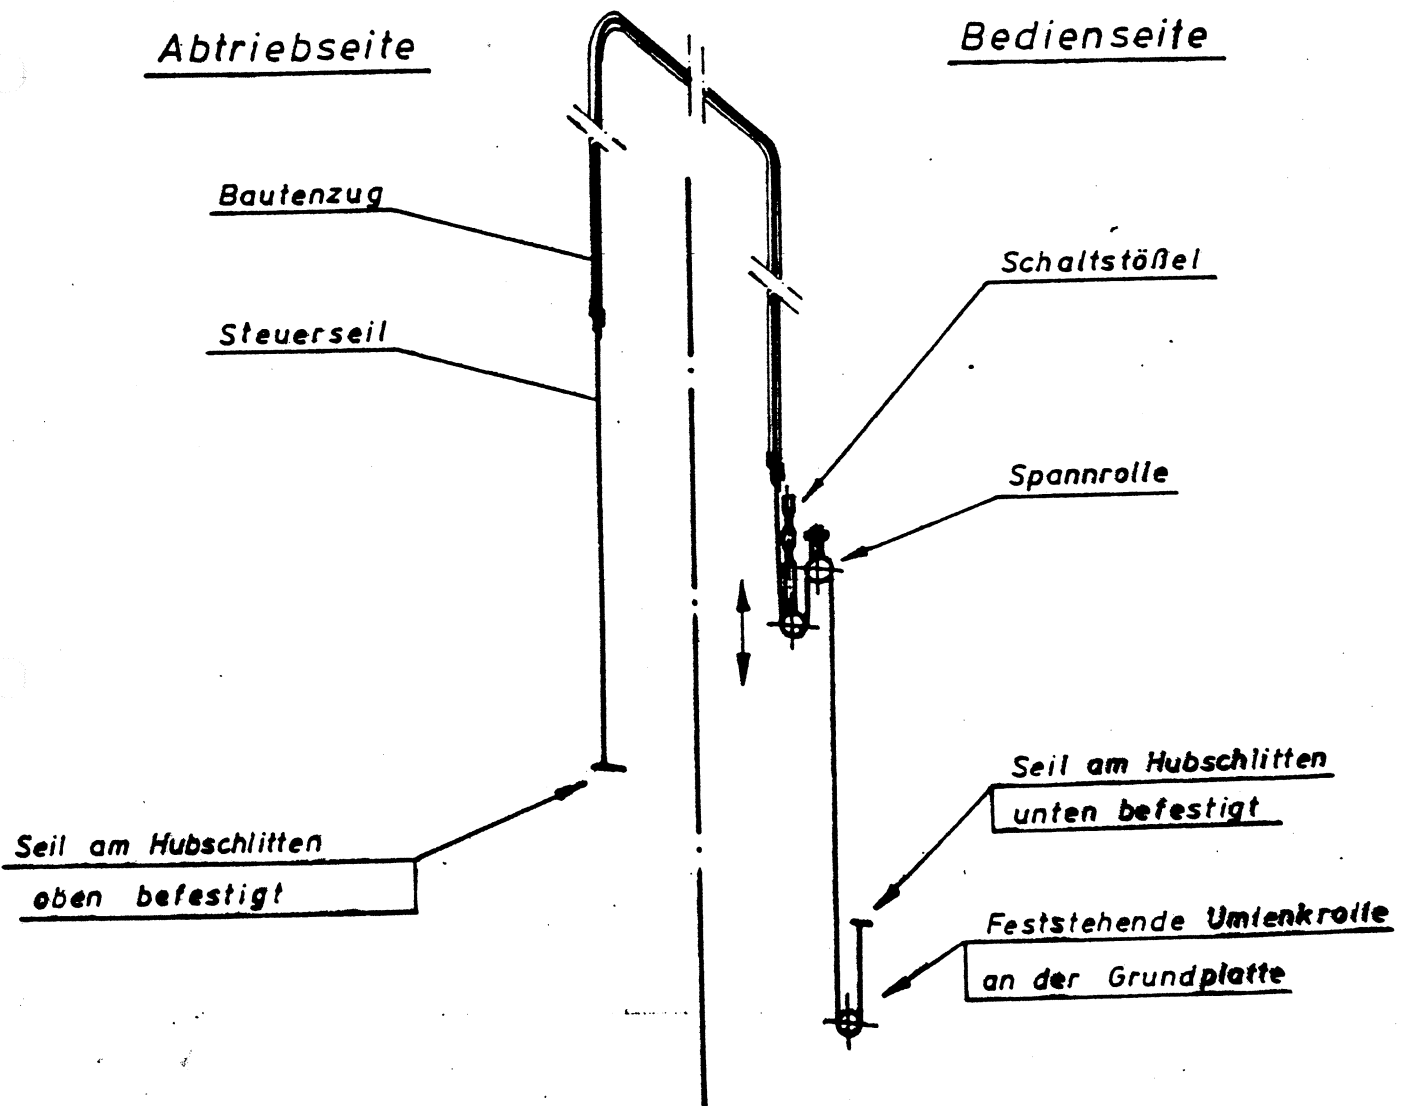 Abtriebseite
Bedienseite
Bautenzug
Schaltstößel
Steuerseil
Spannrolle
Seil am Hubschlitten
unten befestigt
Seil am Hubschlitten
oben befestigt
Feststehende Umlenkrolle
an der Grundplatte